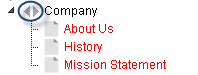 Company
About Us
History
Mission Statement